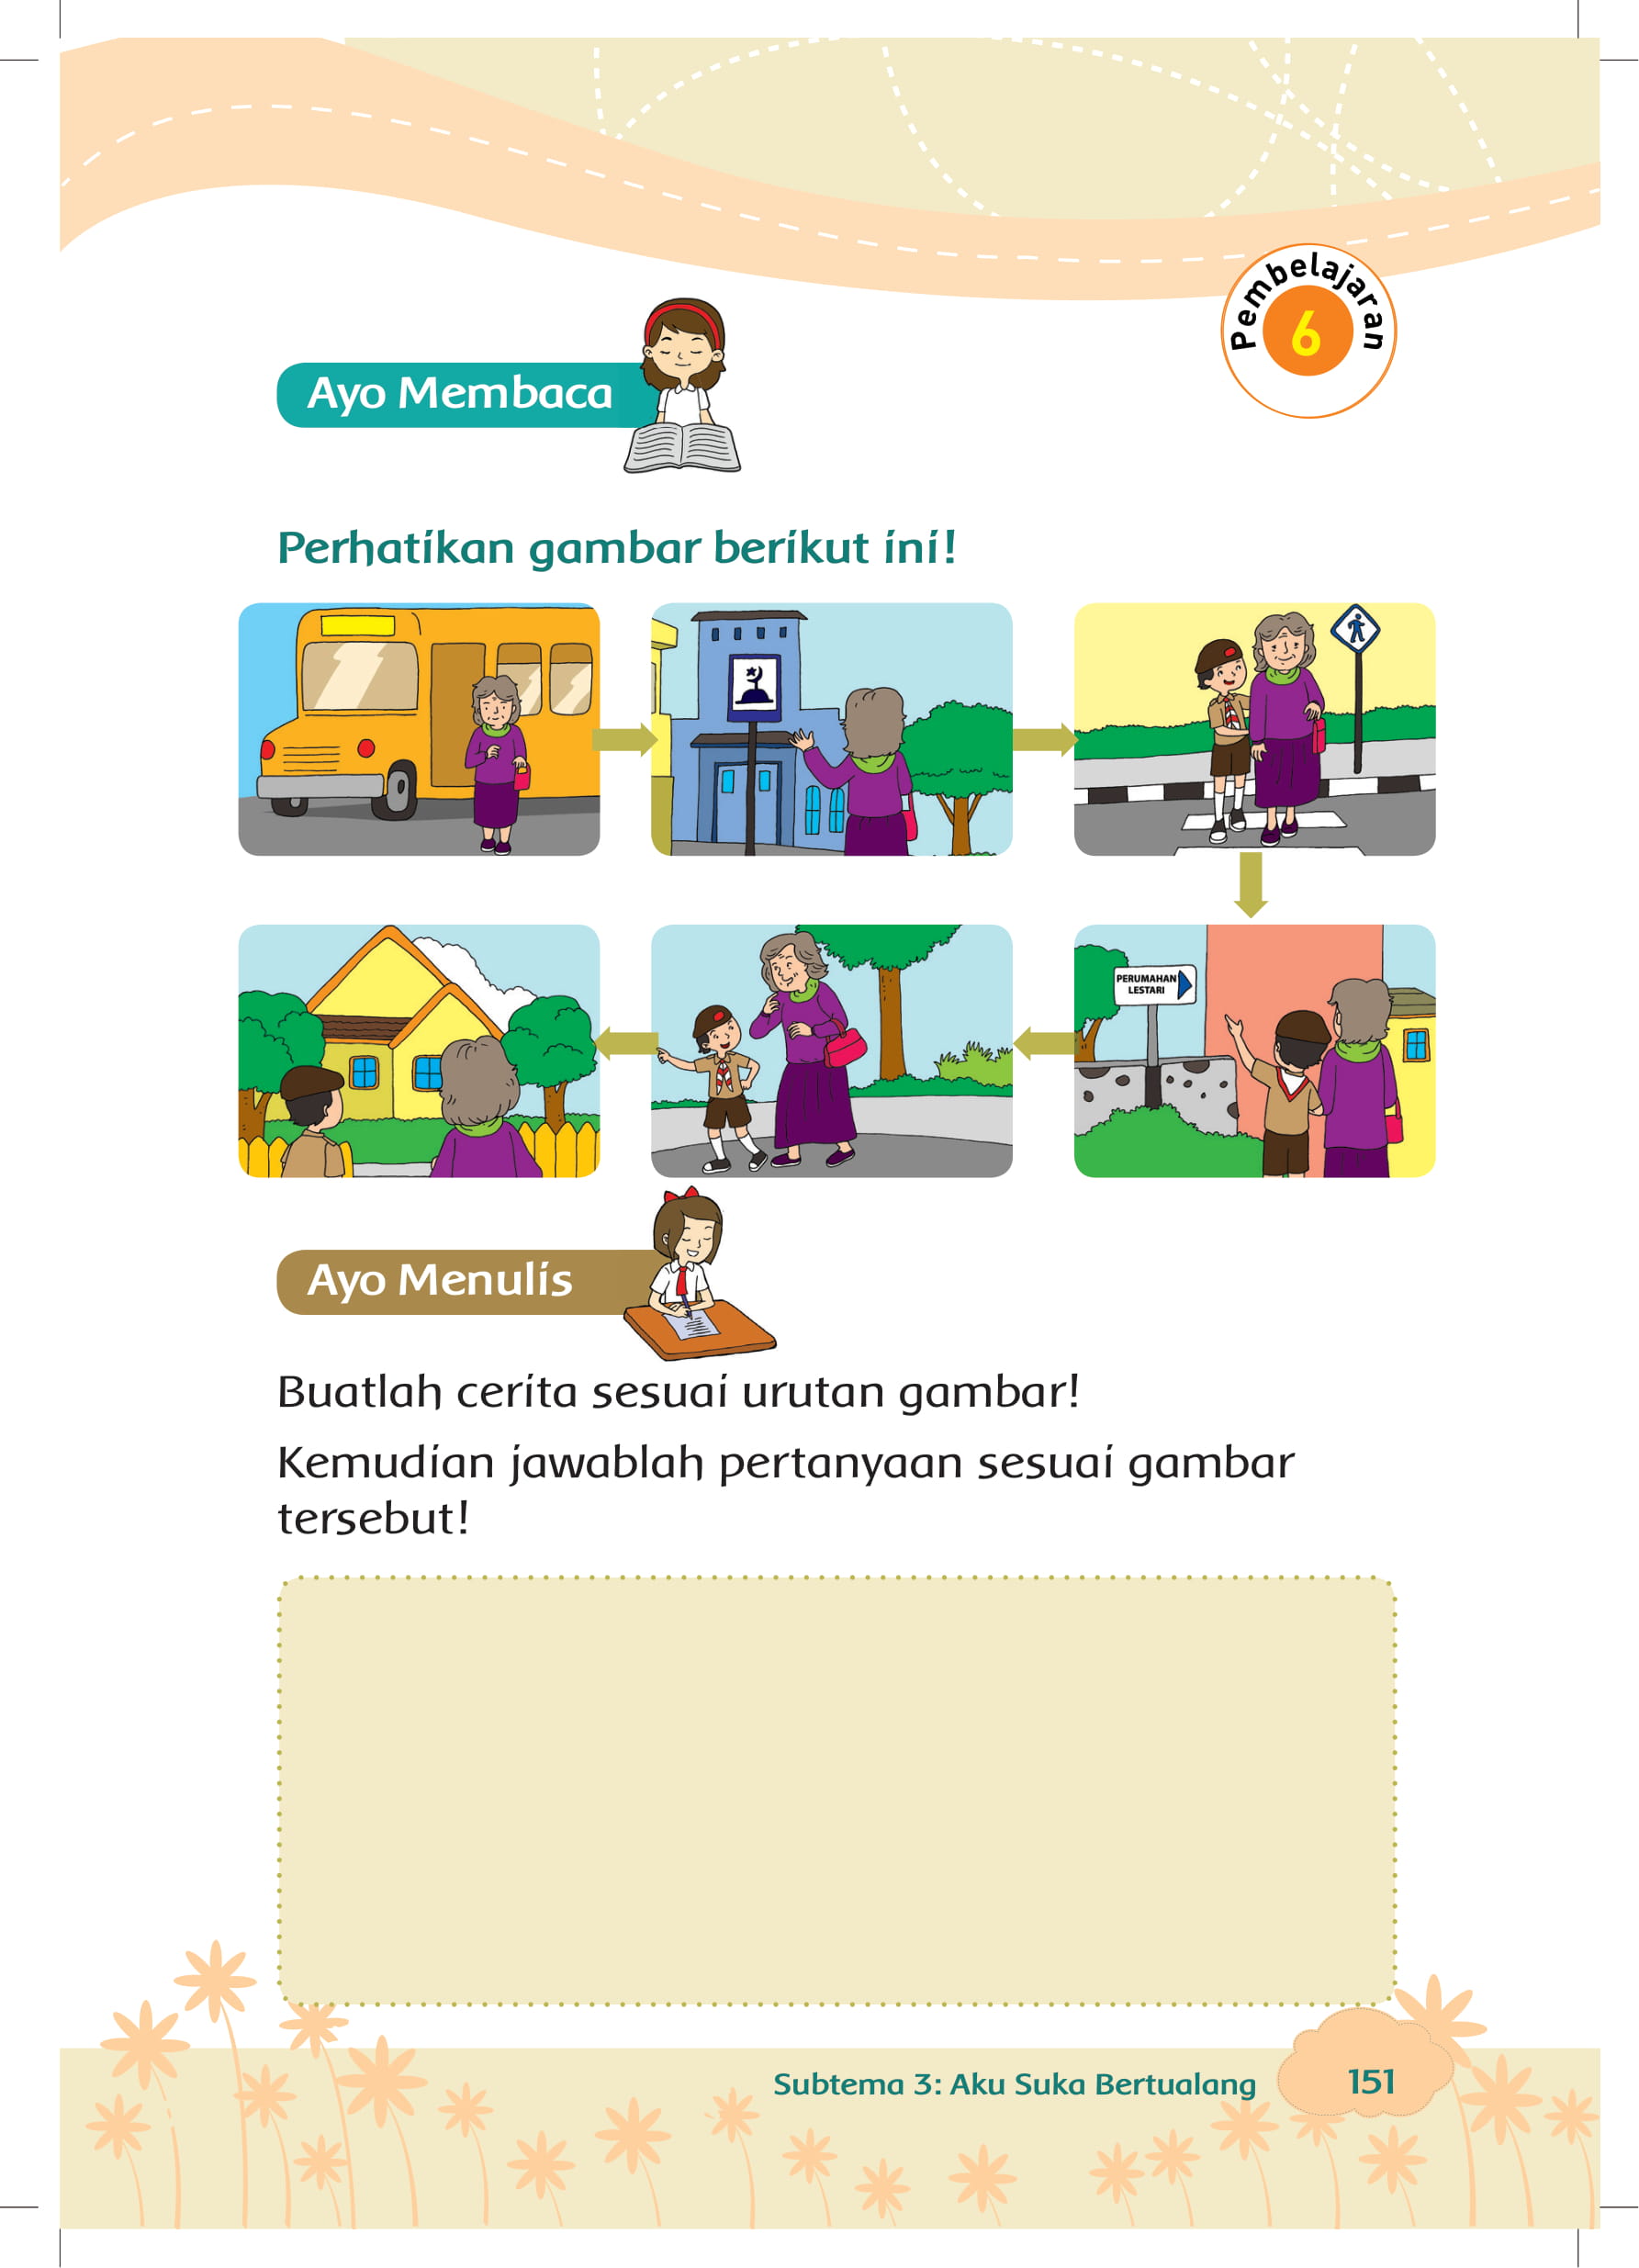 Pembelajaran
6
Ayo Membaca
Perhatikan gambar berikut ini!
PERUMAHAN
LESTARI
Ayo Menulis
Buatlah cerita sesuai urutan gambar!
Kemudian jawablah pertanyaan sesuai gambar
tersebut!
Subtema 3: Aku Suka Bertualang
151